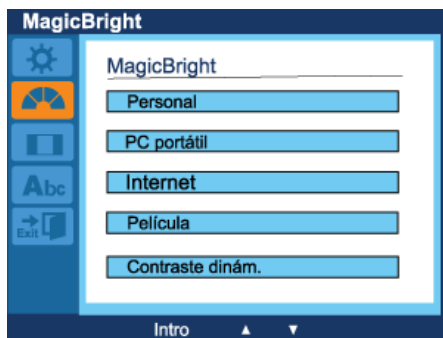 MagicBright
MagicBright
Personal
PC portátil
Internet
Abc
Película
Exit
Contraste dinám.
Intro ▲ ▼